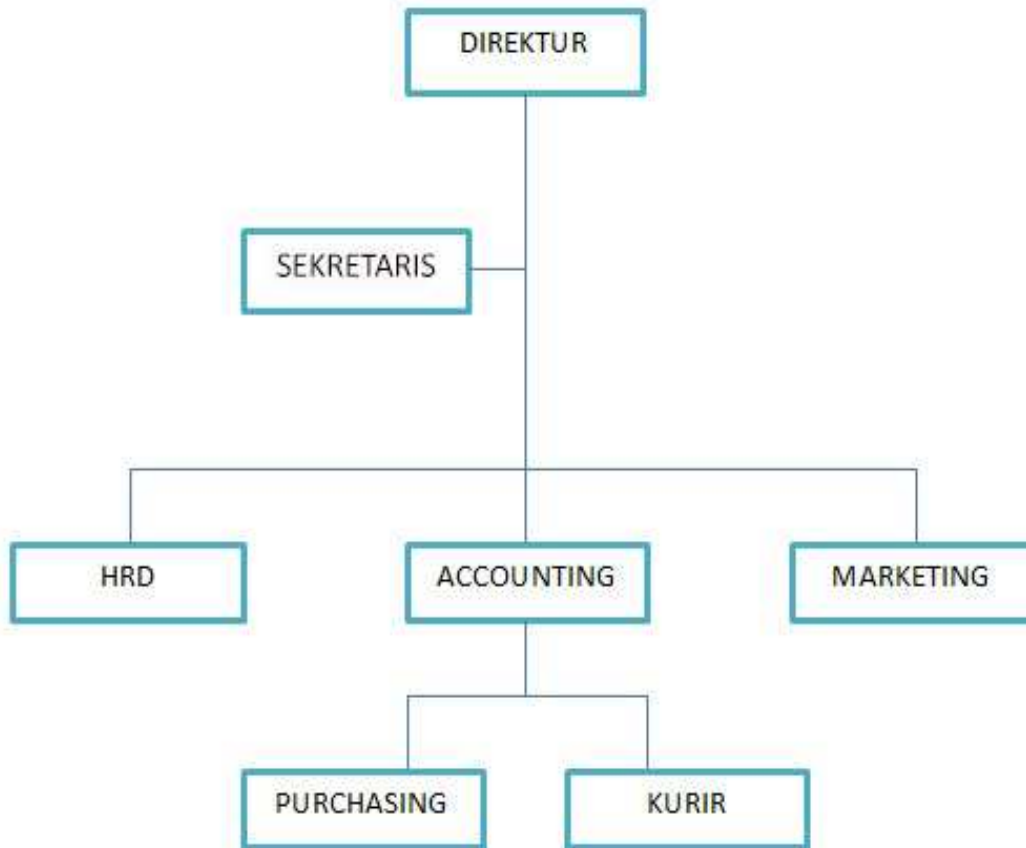 DIREKTUR
SEKRETARIS
HRD
ACCOUNTING
MARKETING
PURCHASING
KURIR